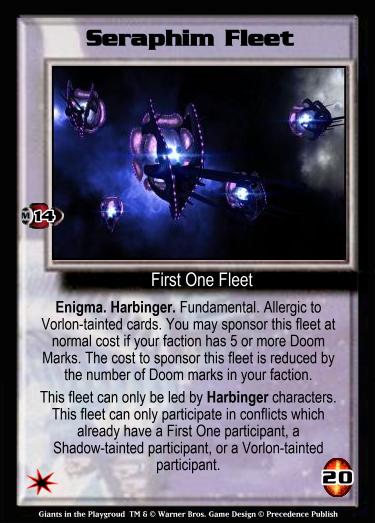 Seraphim Fleet
M 14
First One Fleet
Enigma. Harbinger. Fundamental. Allergic to
Vorlon-tainted cards. You may sponsor this fleet at
normal cost if your faction has 5 or more Doom
Marks. The cost to sponsor this fleet is reduced by
the number of Doom marks in your faction.
This fleet can only be led by Harbinger characters.
This fleet can only participate in conflicts which
already have a First One participant, a
Shadow-tainted participant, or a Vorlon-tainted
participant.
20
Giants in the Playgroud TM & © Warner Bros. Game Design © Precedence Publish